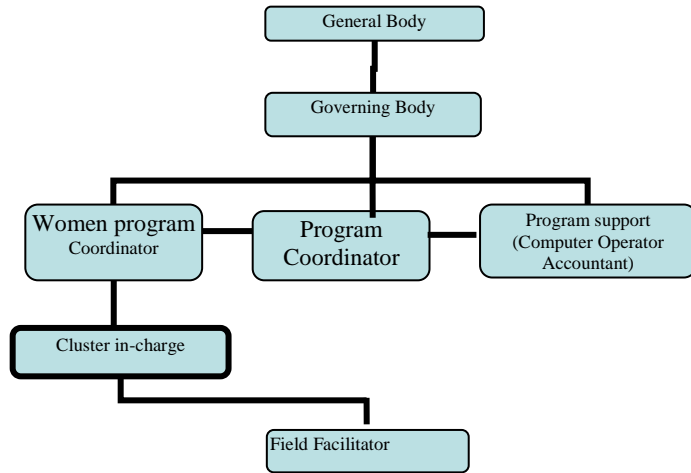 General Body
Governing Body
Women program
Coordinator
Program
Coordinator
Program support
(Computer Operator
Accountant)
Cluster in-charge
Field Facilitator